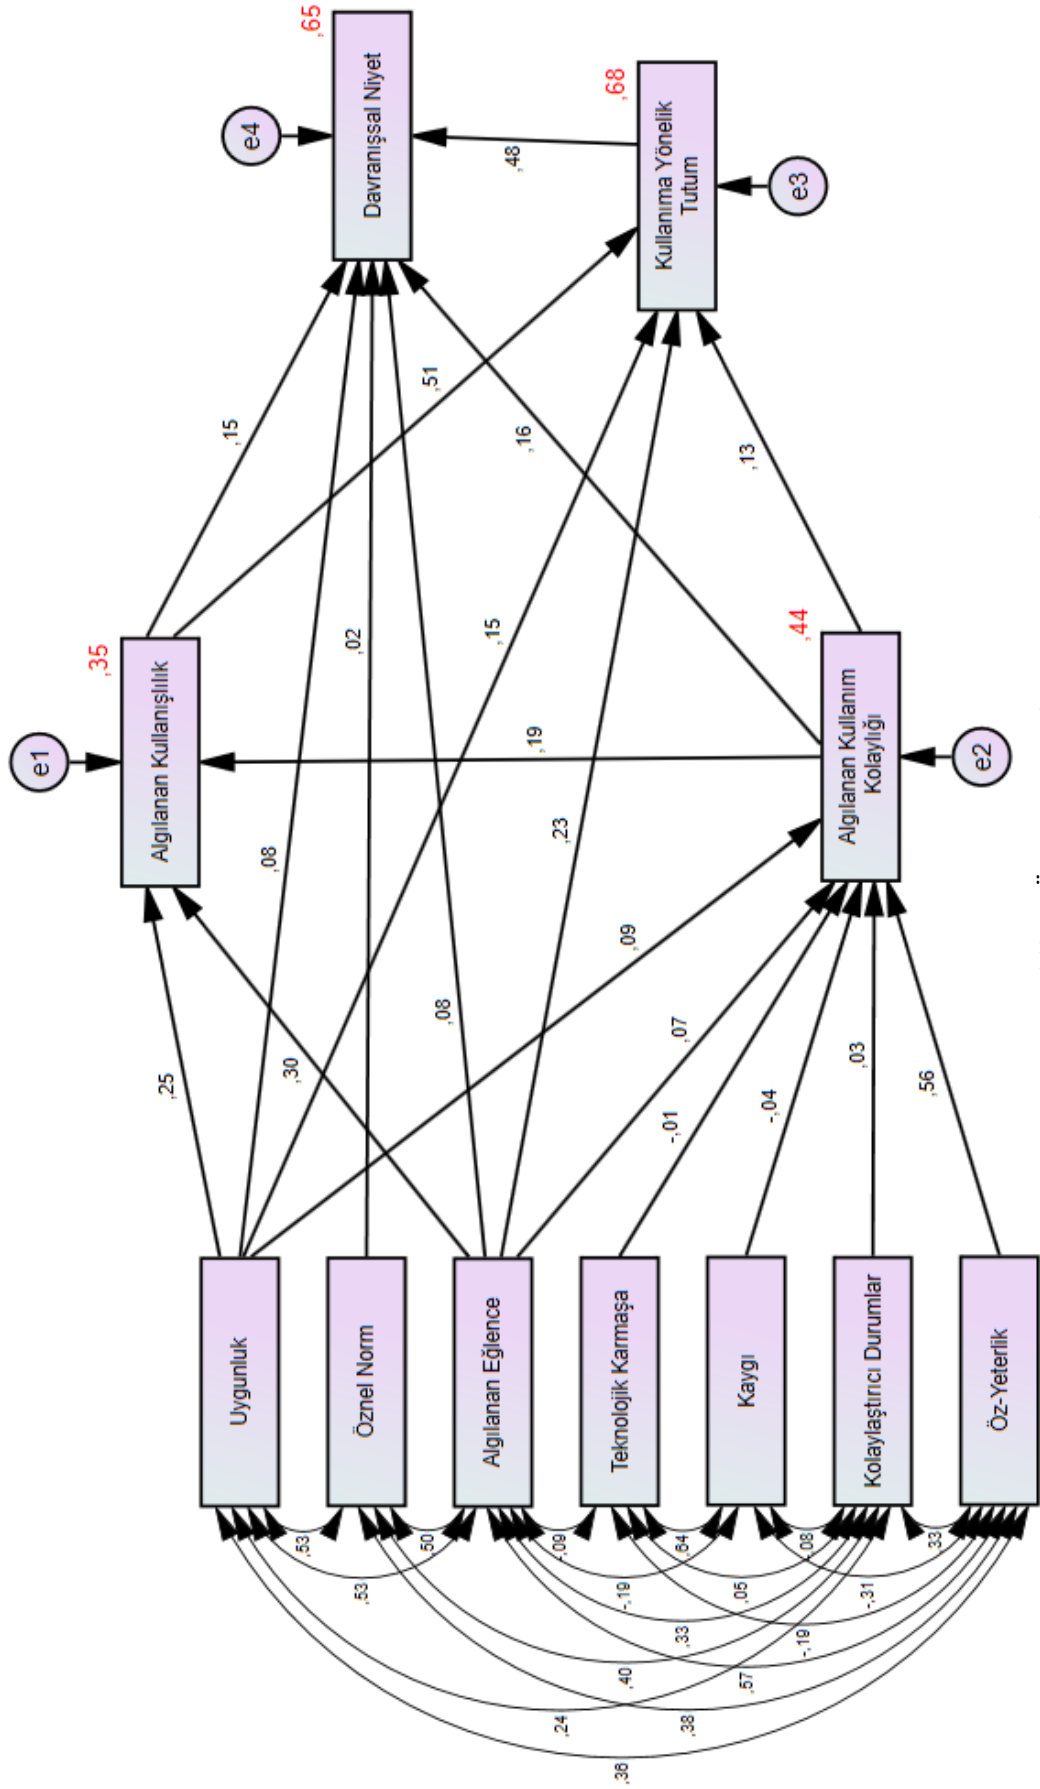 e1
,35
Algılanan Kullanışlılık
,25
,15
Uygunluk
e4
,08
,30
,53
,65
,02
,53
Öznel Norm
Davranışsal Niyet
,50
,51
,08
Algılanan Eğlence
,48
,15
,16
,19
,23
-,09
,24
,68
Teknolojik Karmaşa
Kullanıma Yönelik
Tutum
-,19
,40
,36
,09
,07
-,01
,64
,33
,38
Kaygı
,13
,57
,05
-,04
e3
,44
-,08
-,19
,03
Kolaylaştırıcı Durumlar
Algılanan Kullanım
Kolaylığı
-,31
,56
,33
e2
Öz-Yeterlik